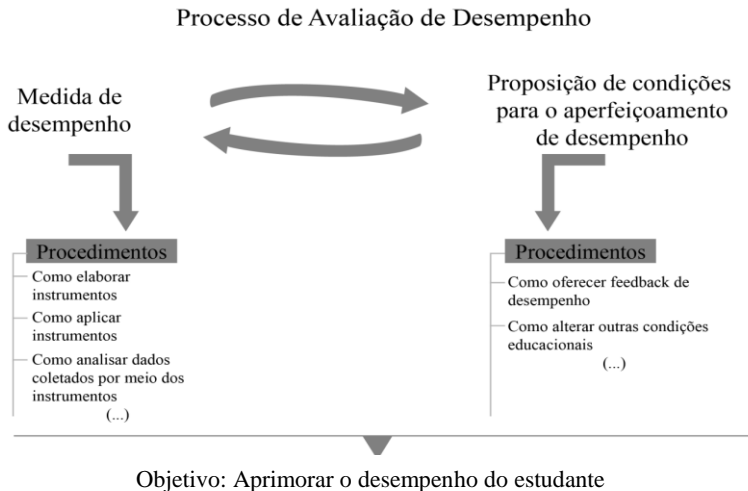 Processo de Avaliação de Desempenho
Medida de
desempenho
Proposição de condições
para o aperfeiçoamento
de desempenho
Procedimentos
Como elaborar
instrumentos
Como aplicar
instrumentos
Como analisar dados
coletados por meio dos
instrumentos
(...)
Procedimentos
Como oferecer feedback de
desempenho
Como alterar outras condições
educacionais
(...)
Objetivo: Aprimorar o desempenho do estudante